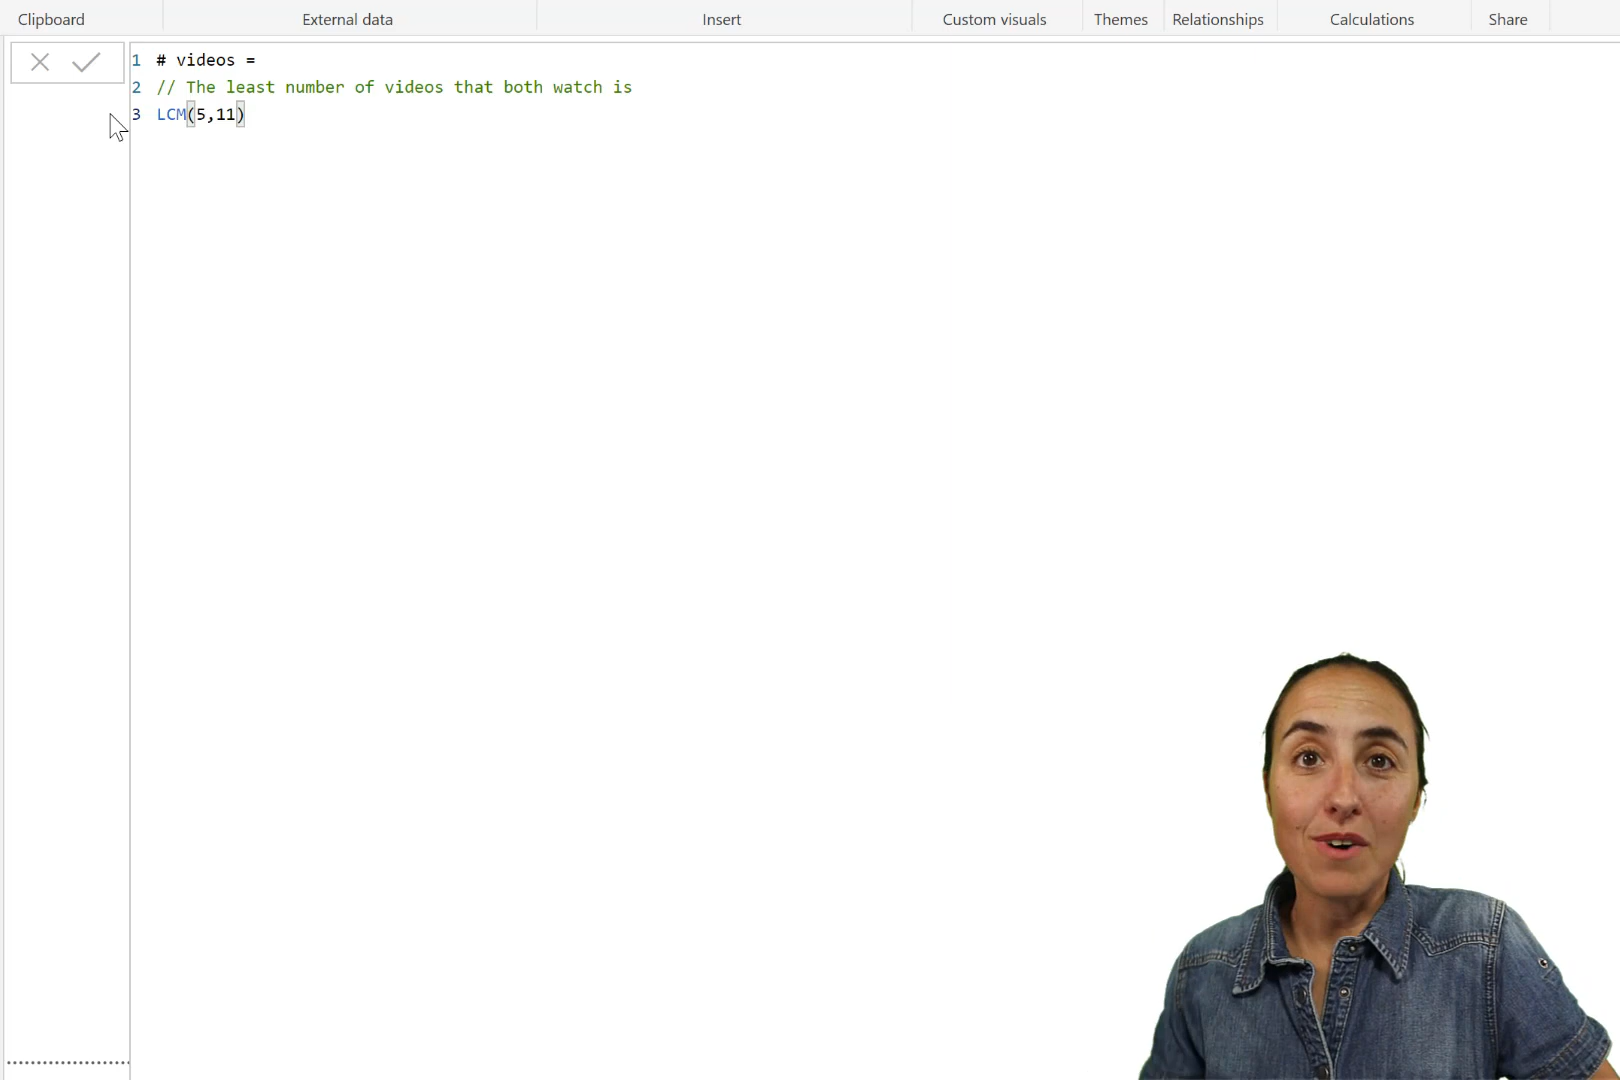 Clipboard External data Insert Custom visuals Themes Relationships Calculations Share
1 # videos =
2 // The least number of videos that both watch is
3 LCM(5,11)